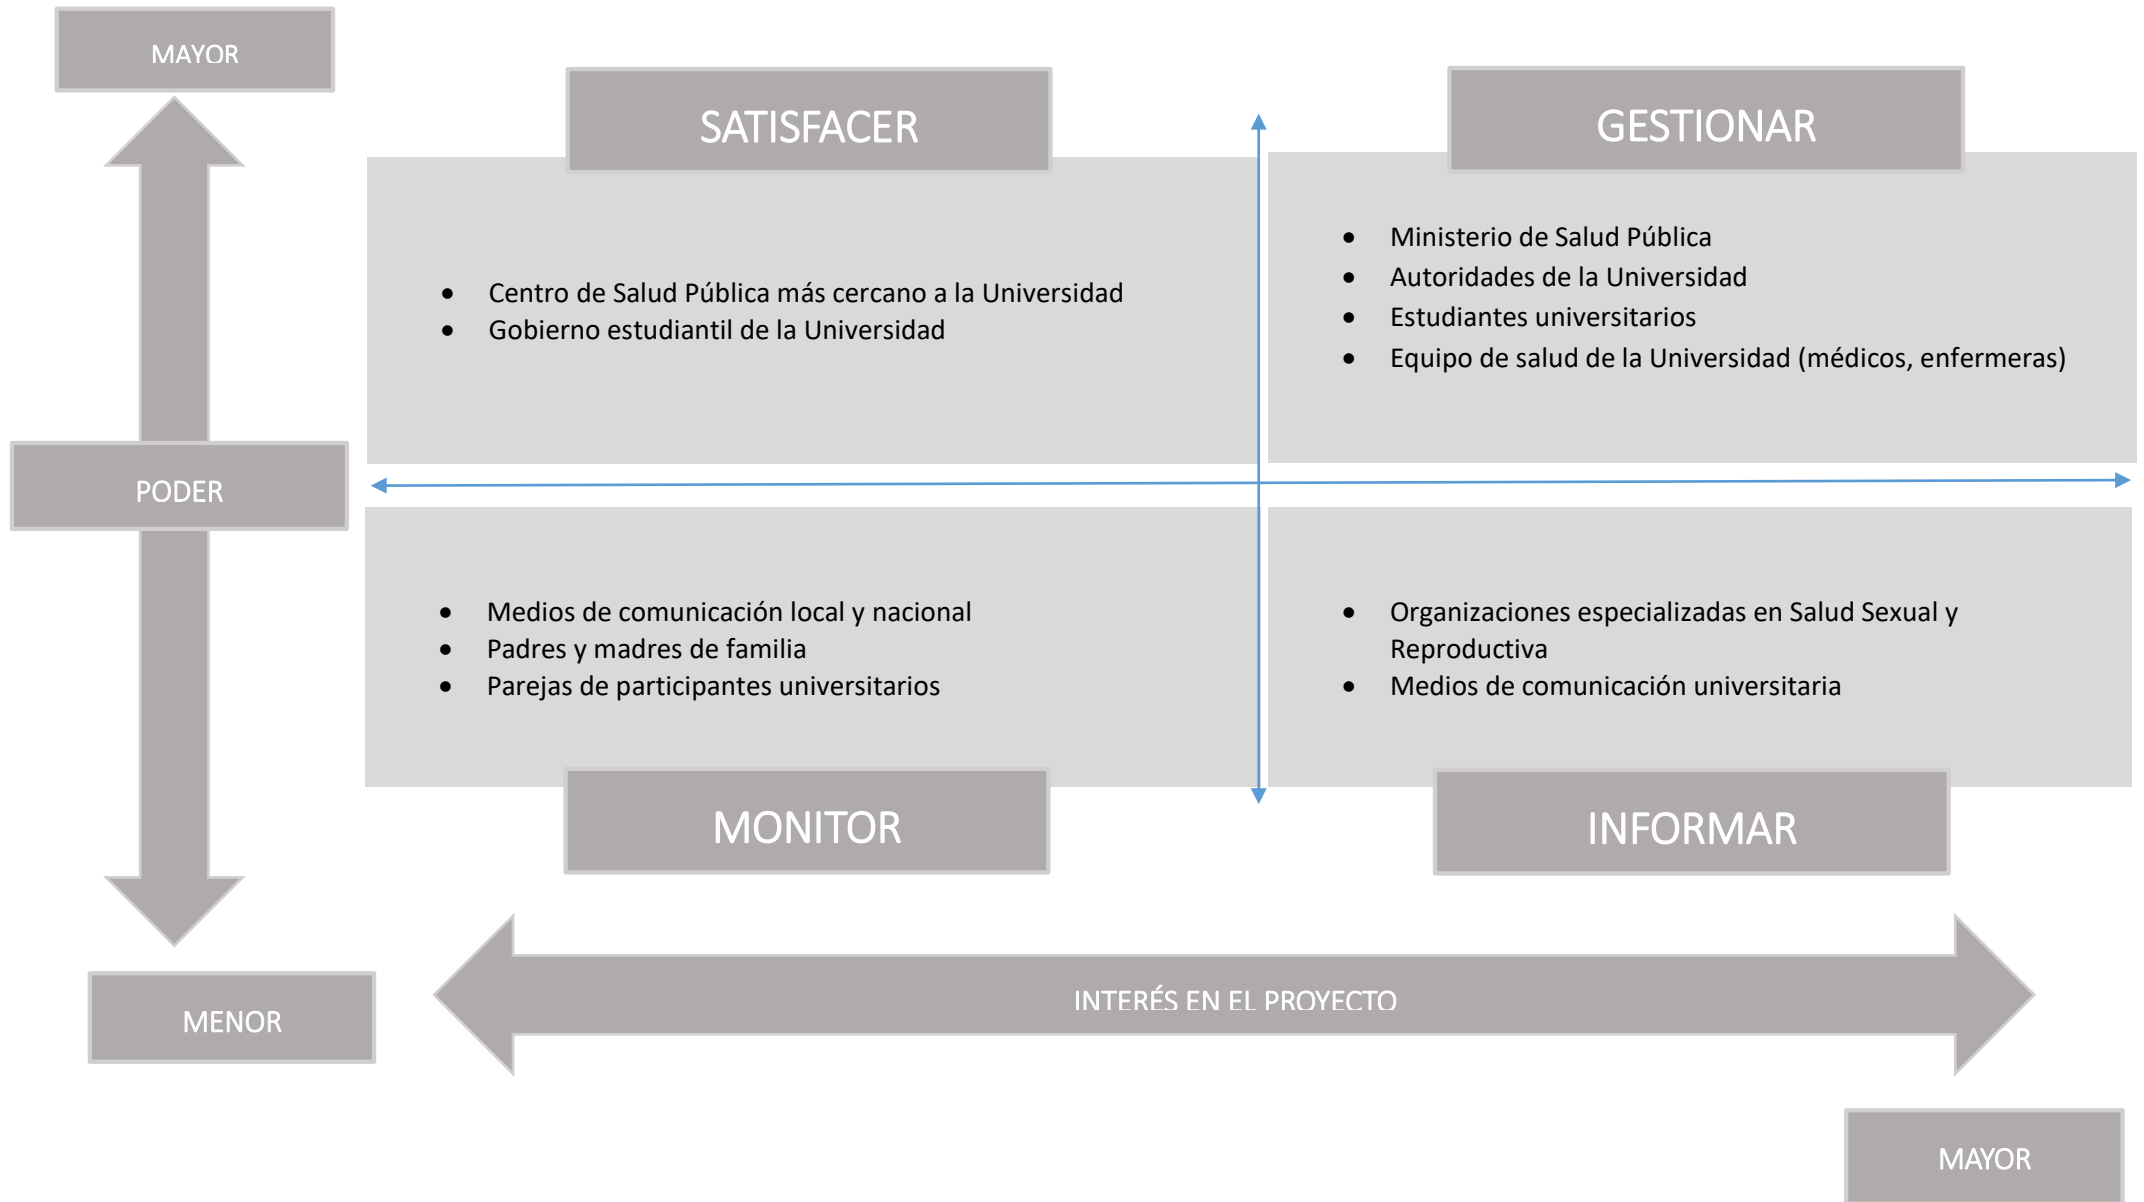 MAYOR
SATISFACER
GESTIONAR
• Centro de Salud Pública más cercano a la Universidad
• Gobierno estudiantil de la Universidad
• Ministerio de Salud Pública
• Autoridades de la Universidad
• Estudiantes universitarios
• Equipo de salud de la Universidad (médicos, enfermeras)
PODER
• Medios de comunicación local y nacional
• Padres y madres de familia
• Parejas de participantes universitarios
• Organizaciones especializadas en Salud Sexual y
Reproductiva
• Medios de comunicación universitaria
MONITOR
INFORMAR
MENOR
INTERÉS EN EL PROYECTO
MAYOR